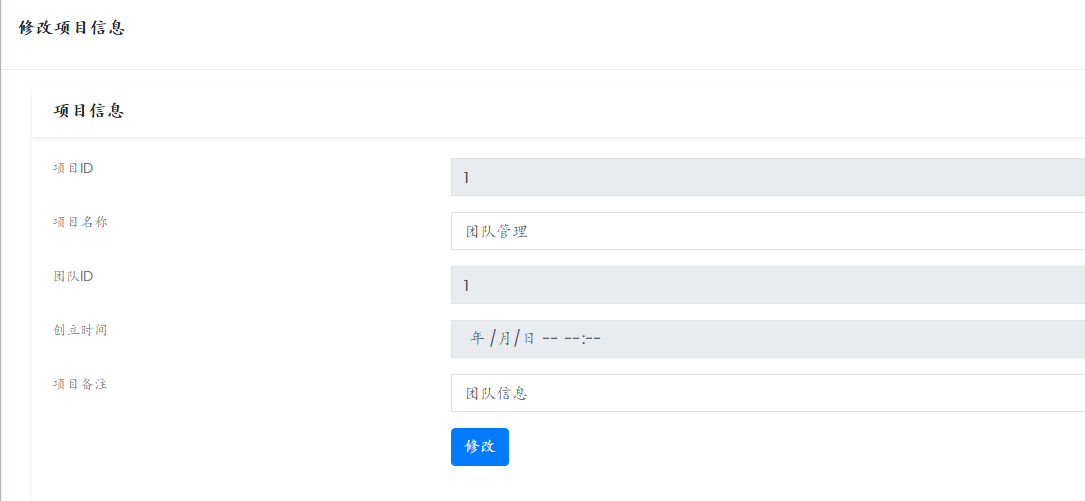 修改项目信息
项目信息
项目ID
1
项目名称
团队管理
团队ID
1
创立时间
年 /月/日 -- --:--
项目备注
团队信息
修改